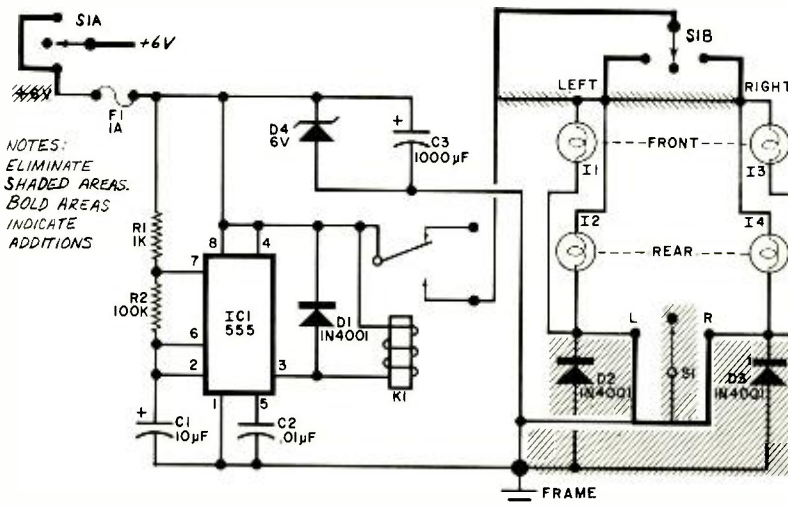 S1A
+6V
+6V
F1
1A
NOTES:
ELIMINATE
SHADED AREAS.
BOLD AREAS
INDICATE
ADDITIONS
D4
6V
+
C3
1000µF
R1
1K
R2
100K
8
4
7
6
2
3
1
5
IC1
555
D1
1N4001
K1
+
C1
10µF
C2
.01µF
S1B
LEFT
RIGHT
FRONT
I1
I3
I2
I4
REAR
L
R
D2
1N4001
S1
D3
1N4001
FRAME